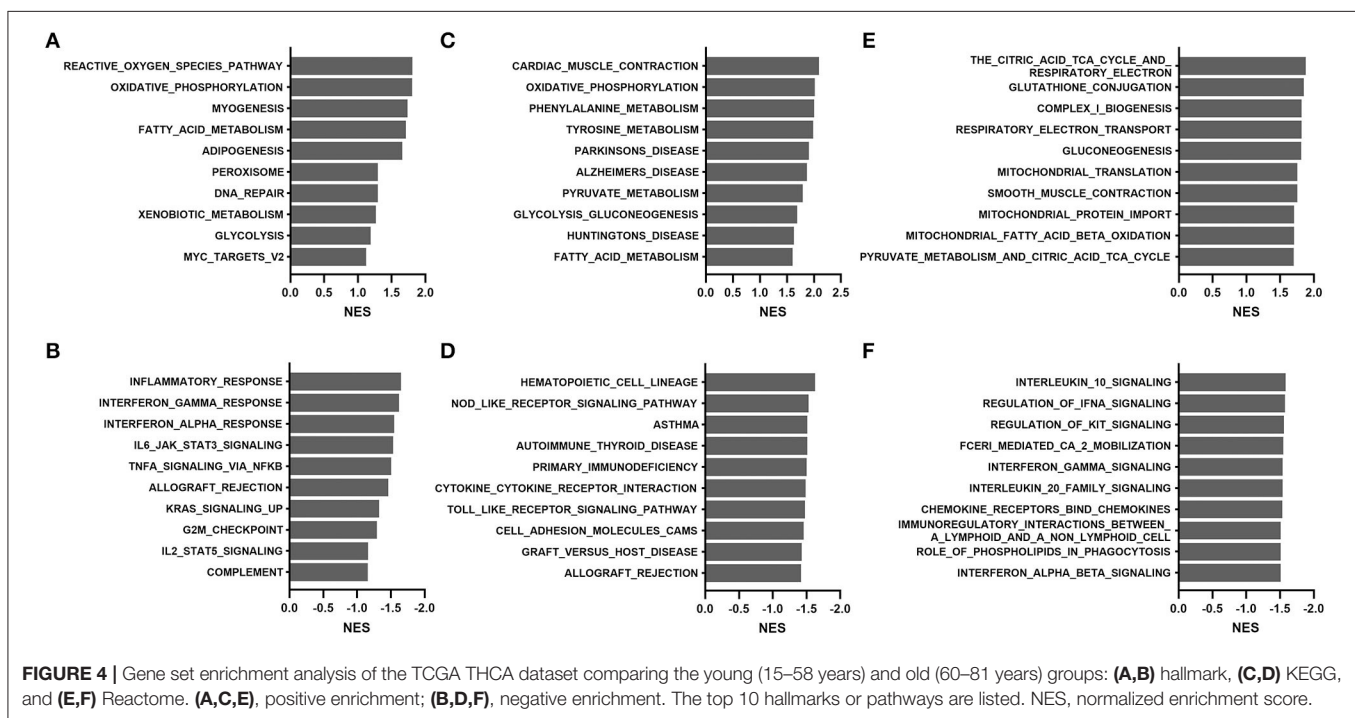 A
REACTIVE_OXYGEN_SPECIES_PATHWAY
OXIDATIVE_PHOSPHORYLATION
MYOGENESIS
FATTY_ACID_METABOLISM
ADIPOGENESIS
PEROXISOME
DNA_REPAIR
XENOBIOTIC_METABOLISM
GLYCOLYSIS
MYC_TARGETS_V2
0.0 0.5 1.0 1.5 2.0
NES
C
CARDIAC_MUSCLE_CONTRACTION
OXIDATIVE_PHOSPHORYLATION
PHENYLALANINE_METABOLISM
TYROSINE_METABOLISM
PARKINSONS_DISEASE
ALZHEIMERS_DISEASE
PYRUVATE_METABOLISM
GLYCOLYSIS_GLUCONEOGENESIS
HUNTINGTONS_DISEASE
FATTY_ACID_METABOLISM
0.0 0.5 1.0 1.5 2.0 2.5
NES
E
THE_CITRIC_ACID_TCA_CYCLE_AND_
RESPIRATORY_ELECTRON
GLUTATHIONE_CONJUGATION
COMPLEX_I_BIOGENESIS
RESPIRATORY_ELECTRON_TRANSPORT
GLUCONEOGENESIS
MITOCHONDRIAL_TRANSLATION
SMOOTH_MUSCLE_CONTRACTION
MITOCHONDRIAL_PROTEIN_IMPORT
MITOCHONDRIAL_FATTY_ACID_BETA_OXIDATION
PYRUVATE_METABOLISM_AND_CITRIC_ACID_TCA_CYCLE
0.0 0.5 1.0 1.5 2.0
NES
B
INFLAMMATORY_RESPONSE
INTERFERON_GAMMA_RESPONSE
INTERFERON_ALPHA_RESPONSE
IL6_JAK_STAT3_SIGNALING
TNFA_SIGNALING_VIA_NFKB
ALLOGRAFT_REJECTION
KRAS_SIGNALING_UP
G2M_CHECKPOINT
IL2_STAT5_SIGNALING
COMPLEMENT
0.0 -0.5 -1.0 -1.5 -2.0
NES
D
HEMATOPOIETIC_CELL_LINEAGE
NOD_LIKE_RECEPTOR_SIGNALING_PATHWAY
ASTHMA
AUTOIMMUNE_THYROID_DISEASE
PRIMARY_IMMUNODEFICIENCY
CYTOKINE_CYTOKINE_RECEPTOR_INTERACTION
TOLL_LIKE_RECEPTOR_SIGNALING_PATHWAY
CELL_ADHESION_MOLECULES_CAMS
GRAFT_VERSUS_HOST_DISEASE
ALLOGRAFT_REJECTION
0.0 -0.5 -1.0 -1.5 -2.0
NES
F
INTERLEUKIN_10_SIGNALING
REGULATION_OF_IFNA_SIGNALING
REGULATION_OF_KIT_SIGNALING
FCERI_MEDIATED_CA_2_MOBILIZATION
INTERFERON_GAMMA_SIGNALING
INTERLEUKIN_20_FAMILY_SIGNALING
CHEMOKINE_RECEPTORS_BIND_CHEMOKINES
IMMUNOREGULATORY_INTERACTIONS_BETWEEN_
A_LYMPHOID_AND_A_NON_LYMPHOID_CELL
ROLE_OF_PHOSPHOLIPIDS_IN_PHAGOCYTOSIS
INTERFERON_ALPHA_BETA_SIGNALING
0.0 -0.5 -1.0 -1.5 -2.0
NES
FIGURE 4 | Gene set enrichment analysis of the TCGA THCA dataset comparing the young (15–58 years) and old (60–81 years) groups: (A,B) hallmark, (C,D) KEGG,
and (E,F) Reactome. (A,C,E), positive enrichment; (B,D,F), negative enrichment. The top 10 hallmarks or pathways are listed. NES, normalized enrichment score.